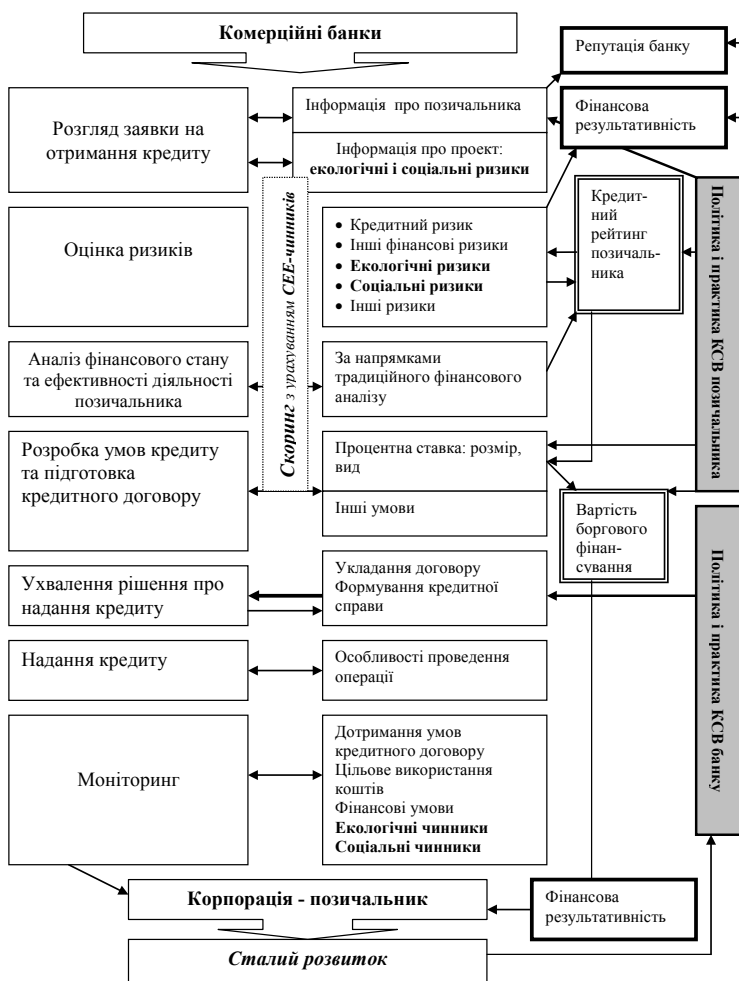 Комерційні банки
Репутація банку
Розгляд заявки на
отримання кредиту
Інформація про позичальника
Інформація про проект:
екологічні і соціальні ризики
Фінансова
результативність
Скоринг з урахуванням СЕЕ-чинників
Оцінка ризиків
• Кредитний ризик
• Інші фінансові ризики
• Екологічні ризики
• Соціальні ризики
• Інші ризики
Кредит-
ний
рейтинг
позичаль-
ника
Політика і практика КСВ позичальника
Аналіз фінансового стану
та ефективності діяльності
позичальника
За напрямками
традиційного фінансового
аналізу
Розробка умов кредиту
та підготовка
кредитного договору
Процентна ставка: розмір,
вид
Інші умови
Вартість
боргового
фінан-
сування
Ухвалення рішення про
надання кредиту
Укладання договору
Формування кредитної
справи
Політика і практика КСВ банку
Надання кредиту
Особливості проведення
операції
Моніторинг
Дотримання умов
кредитного договору
Цільове використання
коштів
Фінансові умови
Екологічні чинники
Соціальні чинники
Корпорація - позичальник
Фінансова
результативність
Сталий розвиток